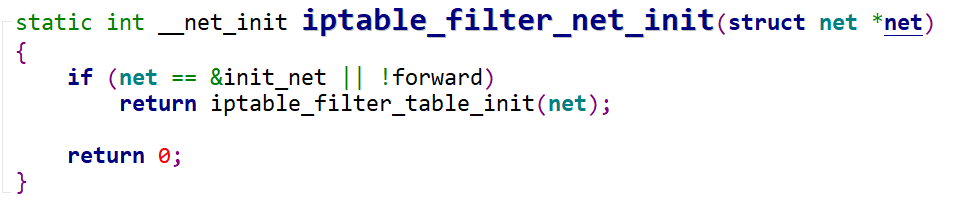 static int __net_init iptable_filter_net_init(struct net *net)
{
    if (net == &init_net || !forward)
        return iptable_filter_table_init(net);

    return 0;
}